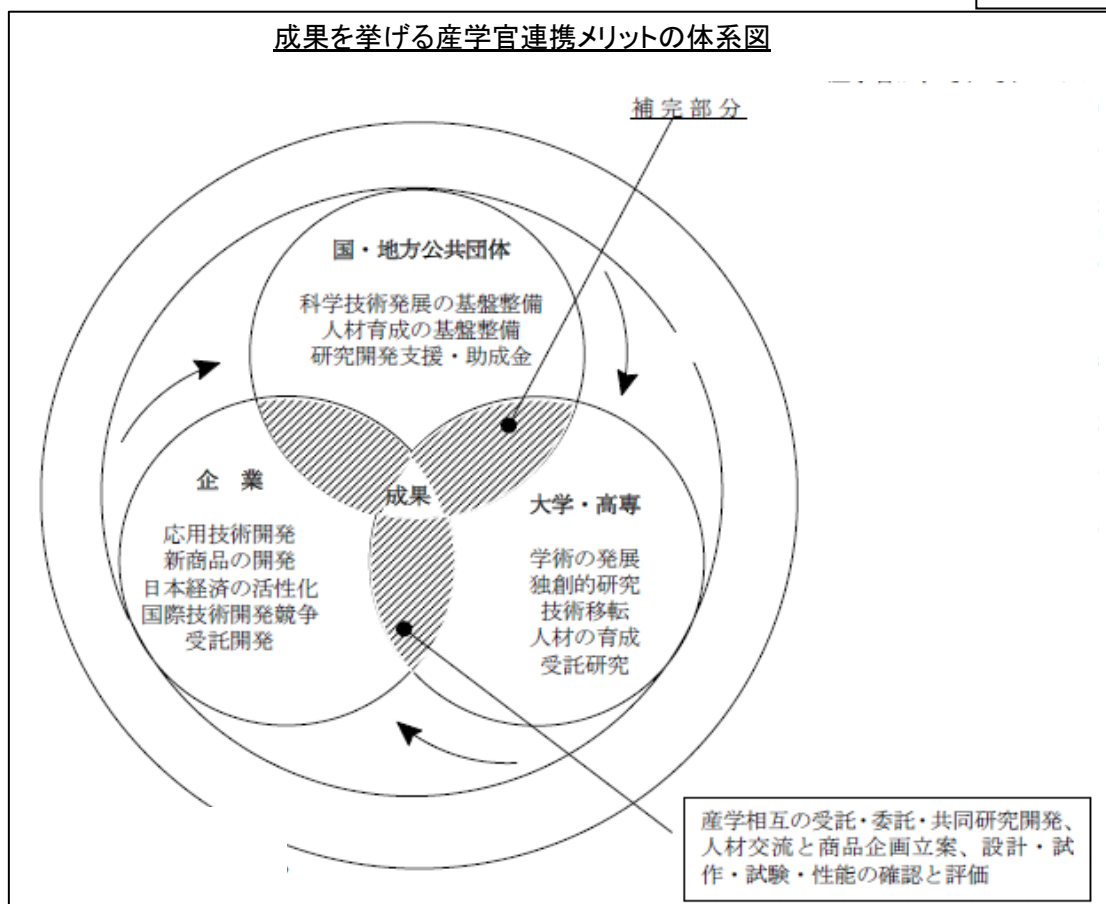 成果を挙げる産学官連携メリットの体系図
補完部分
国・地方公共団体
科学技術発展の基盤整備
人材育成の基盤整備
研究開発支援・助成金
企 業
応用技術開発
新商品の開発
日本経済の活性化
国際技術開発競争
受託開発
成果
大学・高専
学術の発展
独創的研究
技術移転
人材の育成
受託研究
産学相互の受託・委託・共同研究開発、
人材交流と商品企画立案、設計・試
作・試験・性能の確認と評価